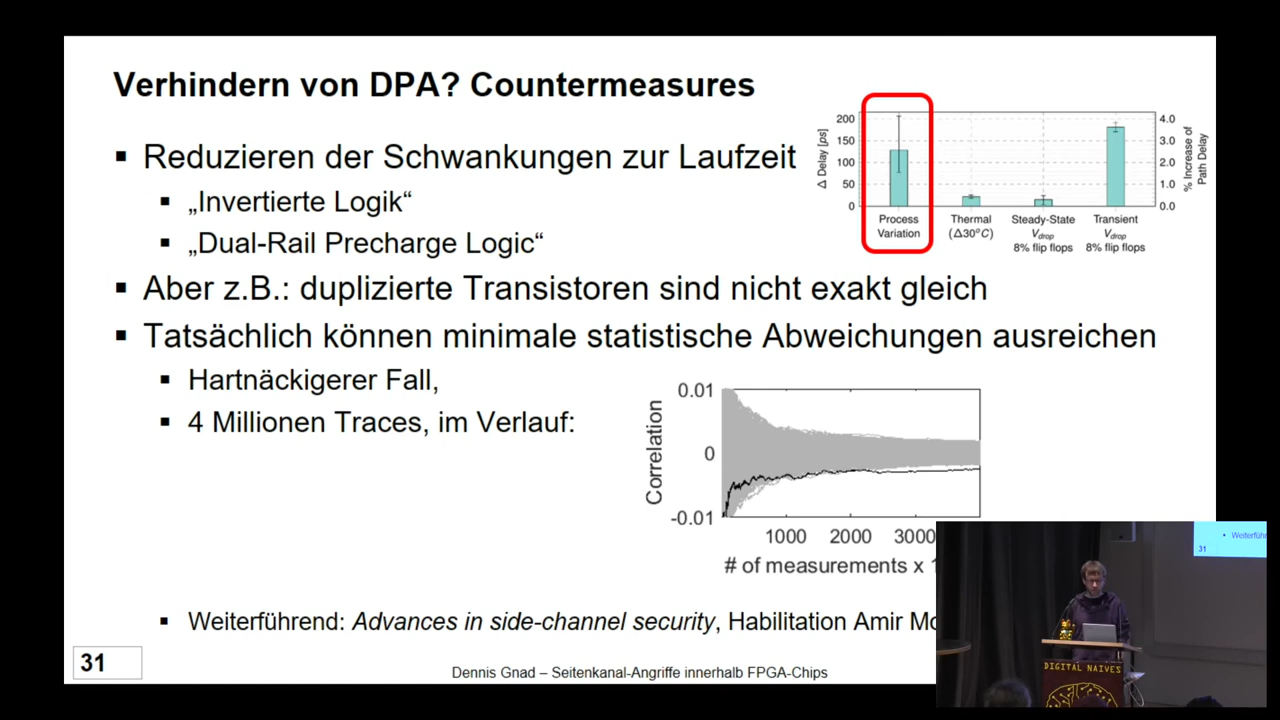 Verhindern von DPA? Countermeasures
▪ Reduzieren der Schwankungen zur Laufzeit
▪ „Invertierte Logik“
▪ „Dual-Rail Precharge Logic“
▪ Aber z.B.: duplizierte Transistoren sind nicht exakt gleich
▪ Tatsächlich können minimale statistische Abweichungen ausreichen
▪ Hartnäckigerer Fall,
▪ 4 Millionen Traces, im Verlauf:
▪ Weiterführend: Advances in side-channel security, Habilitation Amir
Δ Delay [ps]
200
150
100
50
0
4.0
3.0
2.0
1.0
0.0
% Increase of
Path Delay
Process
Variation
Thermal
(Δ30°C)
Steady-State
Vdrop
8% flip flops
Transient
Vdrop
8% flip flops
Correlation
0.01
0
-0.01
1000 2000 3000
# of measurements x
31
Dennis Gnad – Seitenkanal-Angriffe innerhalb FPGA-Chips
31
DIGITAL NAIVES